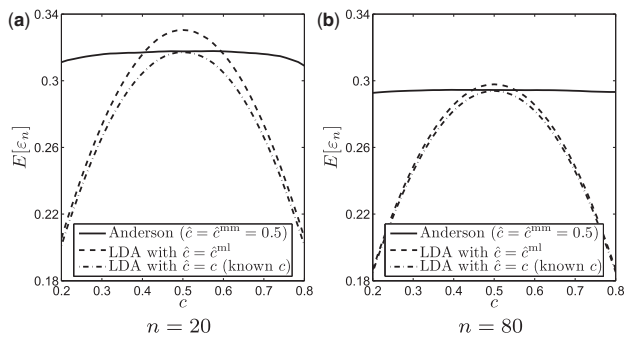 (a)
0.34
0.3
0.26
0.22
0.18
E[εₙ]
Anderson (ĉ = ĉᵐᵐ = 0.5)
LDA with ĉ = ĉᵐˡ
LDA with ĉ = c (known c)
0.2 0.3 0.4 0.5 0.6 0.7 0.8
c
n = 20
(b)
0.34
0.3
0.26
0.22
0.18
E[εₙ]
Anderson (ĉ = ĉᵐᵐ = 0.5)
LDA with ĉ = ĉᵐˡ
LDA with ĉ = c (known c)
0.2 0.3 0.4 0.5 0.6 0.7 0.8
c
n = 80